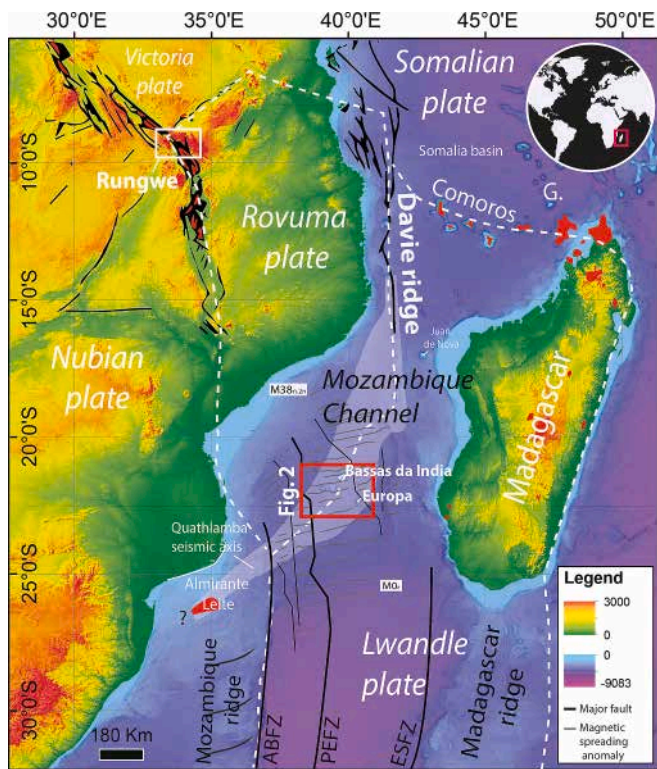 30°0'E 35°0'E 40°0'E 45°0'E 50°0'E
Victoria
plate
Somalian
plate
10°0'S
Rungwe
Somalia basin
G.
Comoros
Rovuma
plate
Davie ridge
15°0'S
Juan
de Nova
Nubian
plate
M38n.2n
Mozambique
Channel
Madagascar
20°0'S
Fig. 2
Bassas da India
Europa
Quathlamba
seismic axis
25°0'S
Almirante
Leite
?
M0r
Lwandle
plate
Mozambique
ridge
ABFZ
PEFZ
ESFZ
Madagascar
ridge
30°0'S
180 Km
Legend
3000
0
0
-9083
Major fault
Magnetic
spreading
anomaly